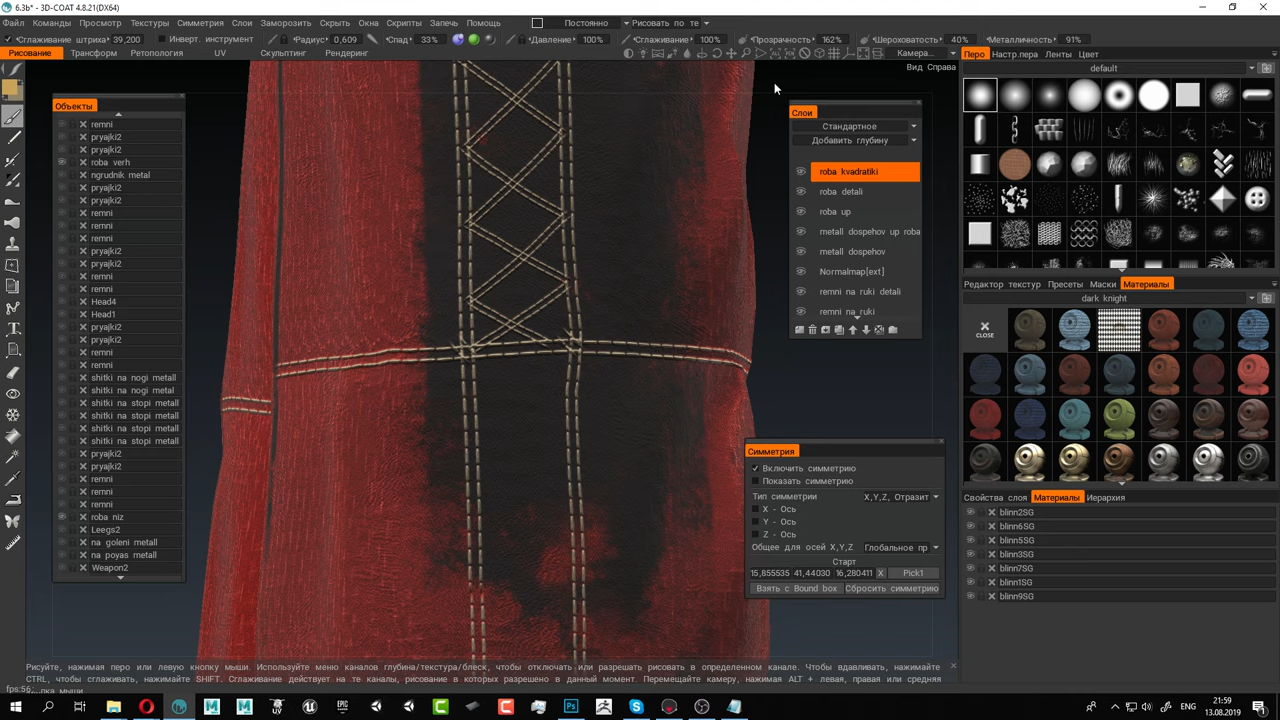 6.3b* - 3D-COAT 4.8.21(DX64)
Файл Команды Просмотр Текстуры Симметрия Слои Заморозить Скрыть Окна Скрипты Запечь Помощь Постоянно Рисовать по те
Сглаживание штриха 39,200 Инверт.инструмент Радиус 0,609 Спад 33% Давление 100% Сглаживание 100% Прозрачность 162% Шероховатость 40% Металличность 91%
Рисование Трансформ Ретопология UV Скульптинг Рендеринг Камера... Перо Настр.пера Ленты Цвет
Вид Справа
default
Объекты
remni
pryajki2
pryajki2
roba verh
ngrudnik metal
pryajki2
pryajki2
remni
remni
remni
pryajki2
pryajki2
remni
remni
Head4
Head1
pryajki2
pryajki2
remni
remni
shitki na nogi metall
shitki na nogi metal
shitki na stopi metall
shitki na stopi metall
shitki na stopi metall
shitki na stopi metall
pryajki2
pryajki2
remni
remni
remni
roba niz
Leegs2
na goleni metall
na poyas metall
Weapon2
Слои
Стандартное
Добавить глубину
roba kvadratiki
roba detali
roba up
metall dospehov up roba
metall dospehov
Normalmap[ext]
remni na ruki detali
remni na ruki
Симметрия
Включить симметрию
Показать симметрию
Тип симметрии X,Y,Z, Отразит
X - Ось
Y - Ось
Z - Ось
Общее для осей X,Y,Z Глобальное пр
Старт
15,855535 41,44030 16,280411 X Pick1
Взять с Bound box Сбросить симметрию
Редактор текстур Пресеты Маски Материалы
dark knight
CLOSE
Свойства слоя Материалы Иерархия
blinn2SG
blinn6SG
blinn5SG
blinn3SG
blinn7SG
blinn1SG
blinn9SG
Рисуйте, нажимая перо или левую кнопку мыши. Используйте меню каналов глубина/текстура/блеск, чтобы отключать или разрешать рисовать в определенном канале. Чтобы вдавливать, нажимайте
CTRL, чтобы сглаживать, нажимайте SHIFT. Сглаживание действует на те каналы, рисование в которых разрешено в данный момент. Перемещайте камеру, нажимая ALT + левая, правая или средняя
fps:56; мыши
UV EPIC Ps
21:59
13.08.2019